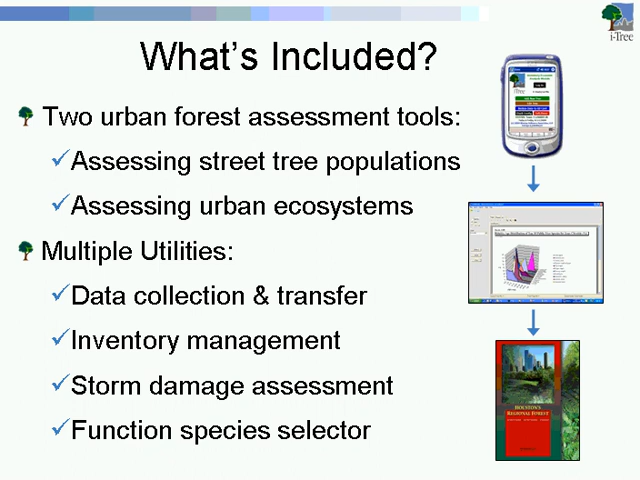 i-Tree
What's Included?
Two urban forest assessment tools:
Assessing street tree populations
Assessing urban ecosystems
Multiple Utilities:
Data collection & transfer
Inventory management
Storm damage assessment
Function species selector
HOUSTON'S
REGIONAL FOREST